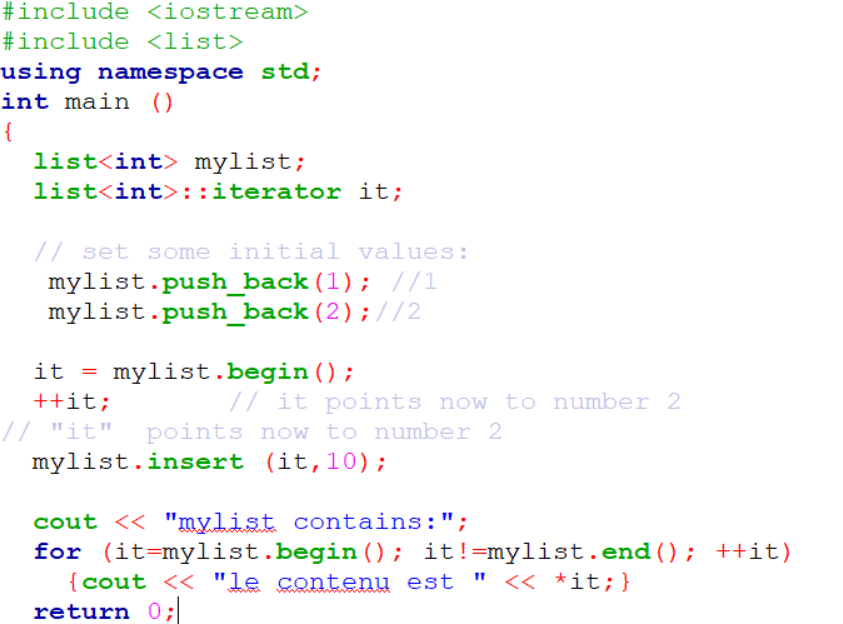 #include <iostream>
#include <list>
using namespace std;
int main ()
{
list<int> mylist;
list<int>::iterator it;
// set some initial values:
mylist.push_back(1); //1
mylist.push_back(2);//2
it = mylist.begin();
++it; // it points now to number 2
// "it" points now to number 2
mylist.insert (it,10);
cout << "mylist contains:";
for (it=mylist.begin(); it!=mylist.end(); ++it)
{cout << "le contenu est " << *it;}
return 0;